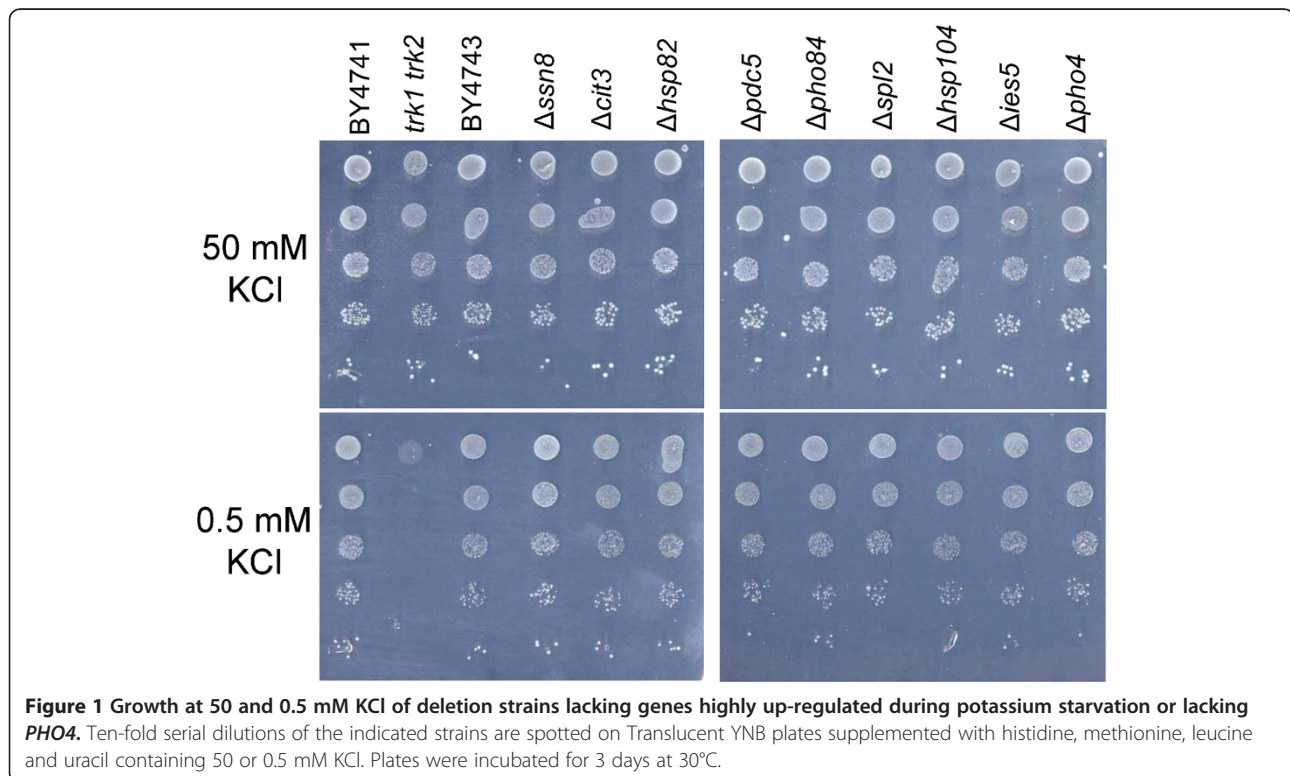 BY4741
trk1 trk2
BY4743
Δssn8
Δcit3
Δhsp82
Δpdc5
Δpho84
Δspl2
Δhsp104
Δies5
Δpho4
50 mM
KCl
0.5 mM
KCl
Figure 1 Growth at 50 and 0.5 mM KCl of deletion strains lacking genes highly up-regulated during potassium starvation or lacking
PHO4. Ten-fold serial dilutions of the indicated strains are spotted on Translucent YNB plates supplemented with histidine, methionine, leucine
and uracil containing 50 or 0.5 mM KCl. Plates were incubated for 3 days at 30°C.